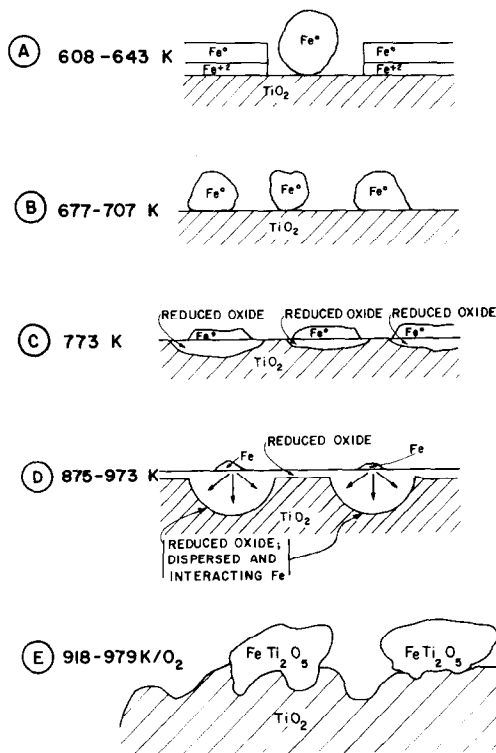 A 608-643 K
Fe° Fe° Fe°
Fe+2 Fe+2
TiO2
B 677-707 K
Fe° Fe° Fe°
TiO2
REDUCED OXIDE REDUCED OXIDE REDUCED OXIDE
C 773 K
Fe° Fe° Fe°
TiO2
Fe REDUCED OXIDE Fe
D 875-973 K
TiO2
REDUCED OXIDE;
DISPERSED AND
INTERACTING Fe
E 918-979K/O2
FeTi2O5 FeTi2O5
TiO2